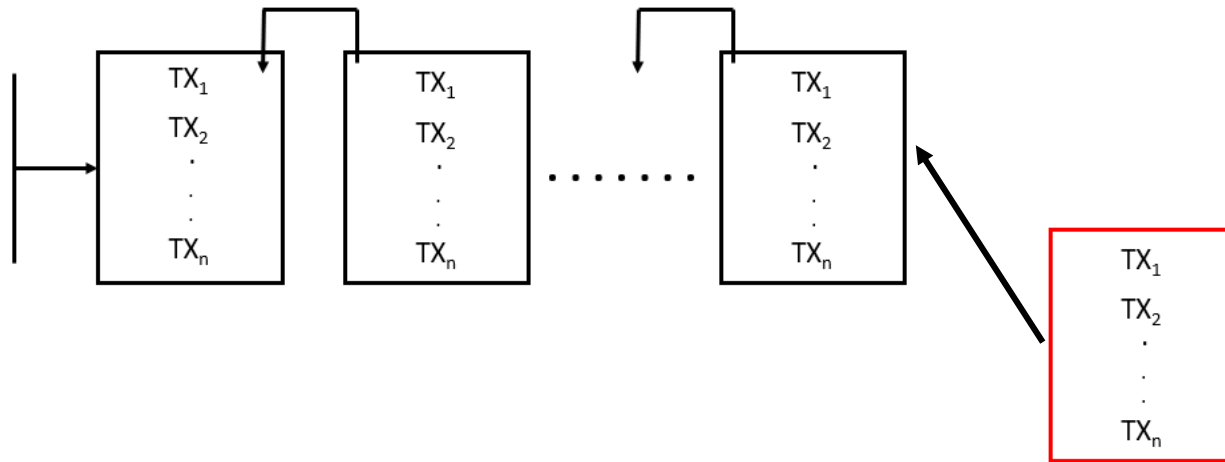 TX₁
TX₂
.
.
.
TXₙ
TX₁
TX₂
.
.
.
TXₙ
.......
TX₁
TX₂
.
.
.
TXₙ
TX₁
TX₂
.
.
.
TXₙ